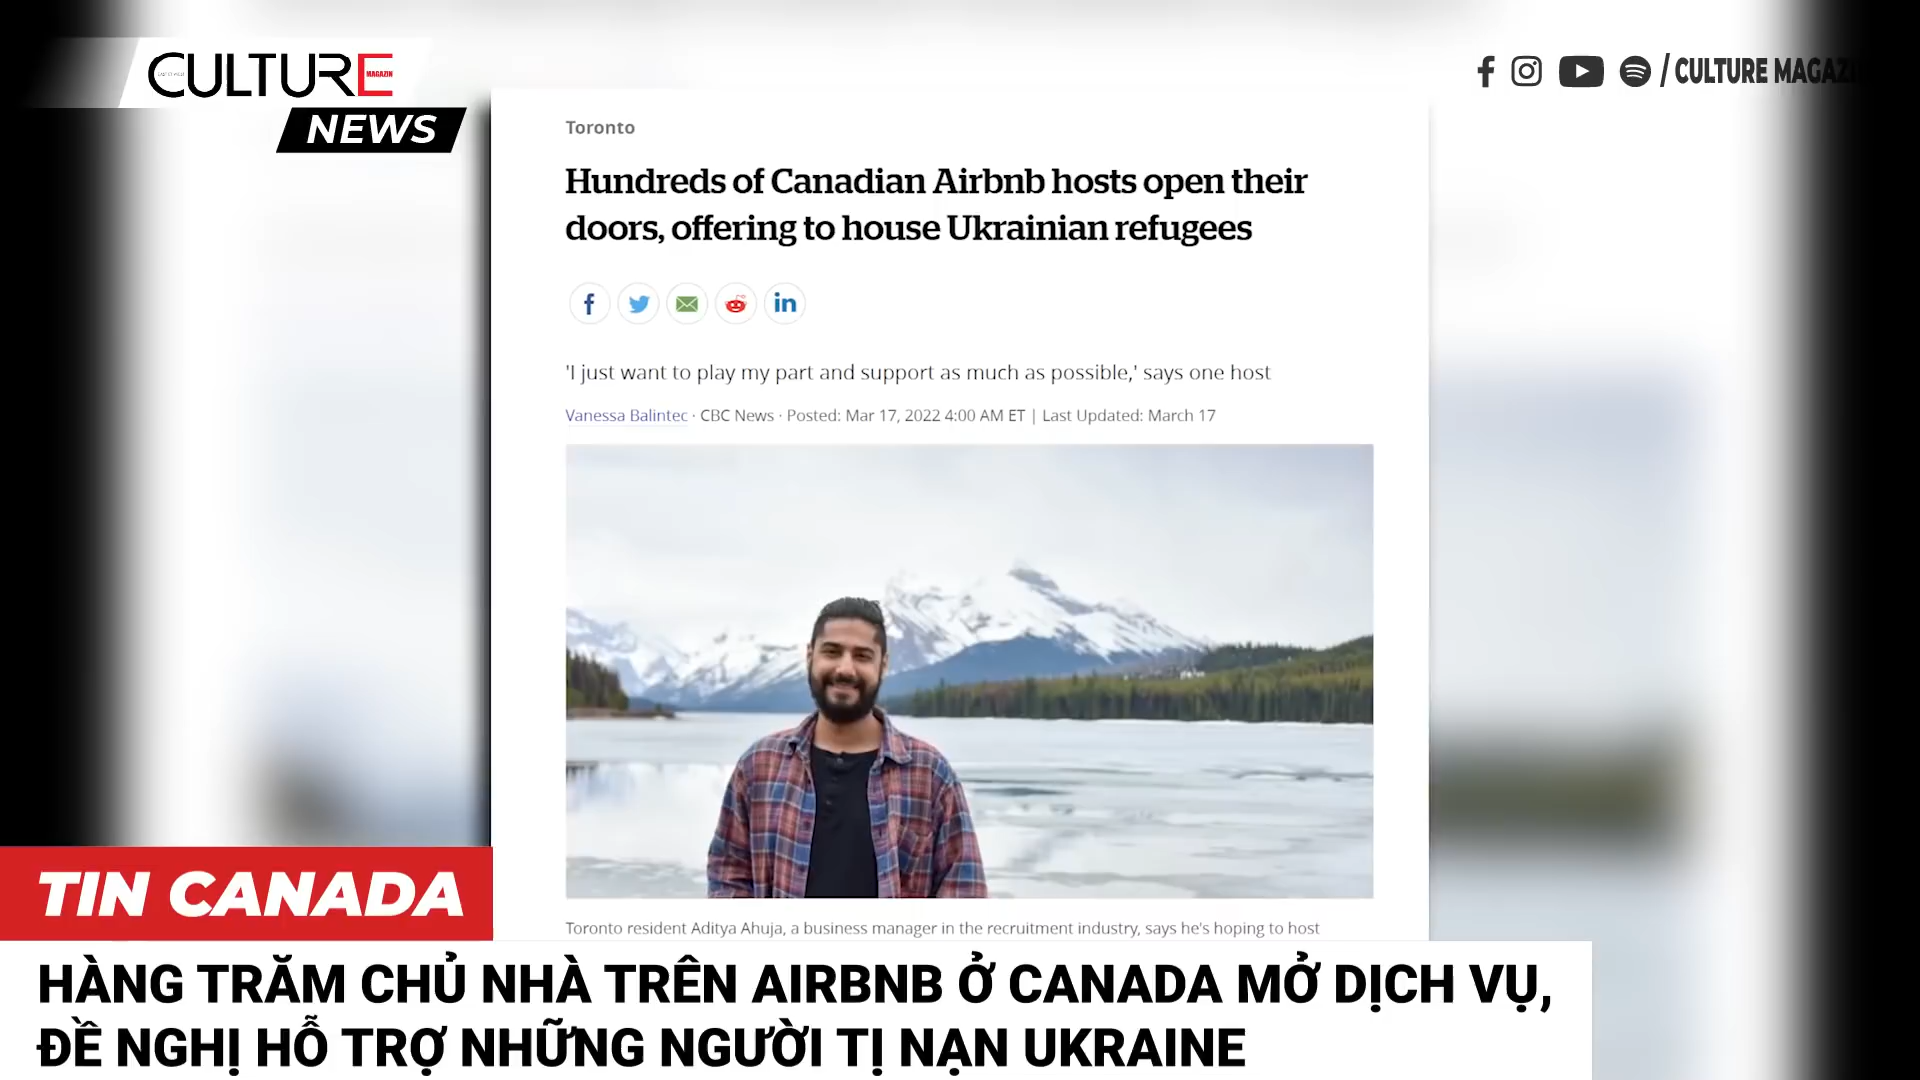 CULTURE
MAGAZIN
NEWS
/ CULTURE MAGAZI
Toronto
Hundreds of Canadian Airbnb hosts open their
doors, offering to house Ukrainian refugees
'I just want to play my part and support as much as possible,' says one host
Vanessa Balintec · CBC News · Posted: Mar 17, 2022 4:00 AM ET | Last Updated: March 17
Toronto resident Aditya Ahuja, a business manager in the recruitment industry, says he's hoping to host
TIN CANADA
HÀNG TRĂM CHỦ NHÀ TRÊN AIRBNB Ở CANADA MỞ DỊCH VỤ,
ĐỀ NGHỊ HỖ TRỢ NHỮNG NGƯỜI TỊ NẠN UKRAINE